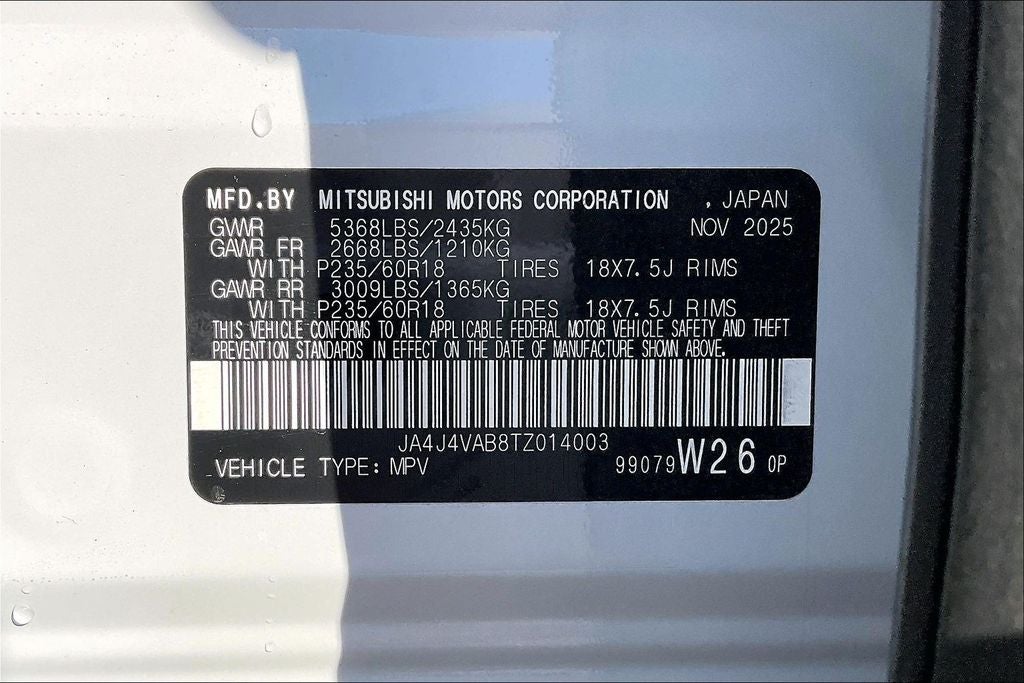 MFD.BY MITSUBISHI MOTORS CORPORATION , JAPAN
GVWR 5368LBS/2435KG NOV 2025
GAWR FR 2668LBS/1210KG
WITH P235/60R18 TIRES 18X7.5J RIMS
GAWR RR 3009LBS/1365KG
WITH P235/60R18 TIRES 18X7.5J RIMS
THIS VEHICLE CONFORMS TO ALL APPLICABLE FEDERAL MOTOR VEHICLE SAFETY AND THEFT
PREVENTION STANDARDS IN EFFECT ON THE DATE OF MANUFACTURE SHOWN ABOVE.
JA4J4VAB8TZ014003
VEHICLE TYPE: MPV 99079 W26 0P